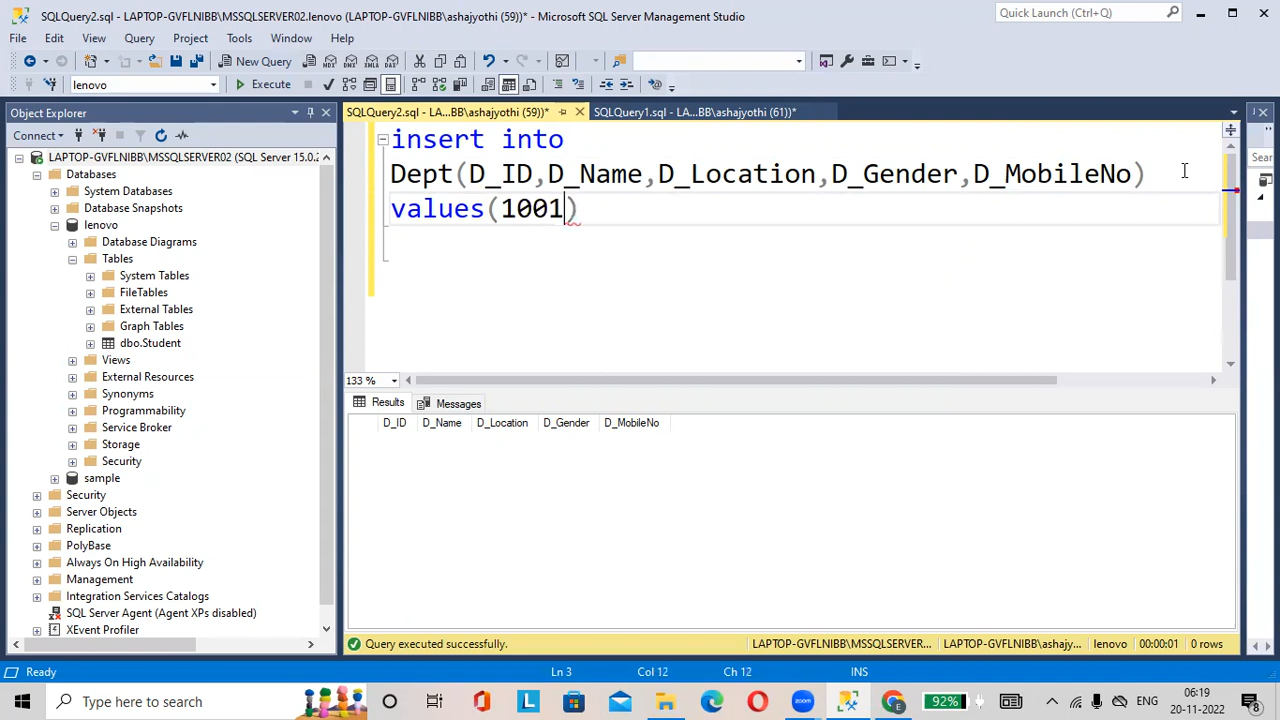 SQLQuery2.sql - LAPTOP-GVFLNIBB\MSSQLSERVER02.lenovo (LAPTOP-GVFLNIBB\ashajyothi (59))* - Microsoft SQL Server Management Studio
Quick Launch (Ctrl+Q)
File Edit View Query Project Tools Window Help
New Query
lenovo
Execute
Object Explorer
SQLQuery2.sql - LA...BB\ashajyothi (59))*
SQLQuery1.sql - LA...BB\ashajyothi (61))*
Connect
LAPTOP-GVFLNIBB\MSSQLSERVER02 (SQL Server 15.0.2
Databases
System Databases
Database Snapshots
lenovo
Database Diagrams
Tables
System Tables
FileTables
External Tables
Graph Tables
dbo.Student
Views
External Resources
Synonyms
Programmability
Service Broker
Storage
Security
sample
Security
Server Objects
Replication
PolyBase
Always On High Availability
Management
Integration Services Catalogs
SQL Server Agent (Agent XPs disabled)
XEvent Profiler
insert into
Dept(D_ID,D_Name,D_Location,D_Gender,D_MobileNo)
values(1001)
Sear
133 %
Results Messages
D_ID D_Name D_Location D_Gender D_MobileNo
Query executed successfully.
LAPTOP-GVFLNIBB\MSSQLSERVER... LAPTOP-GVFLNIBB\ashajy... lenovo 00:00:01 0 rows
Ready
Ln 3 Col 12 Ch 12 INS
Type here to search
92%
ENG
06:19
20-11-2022
8